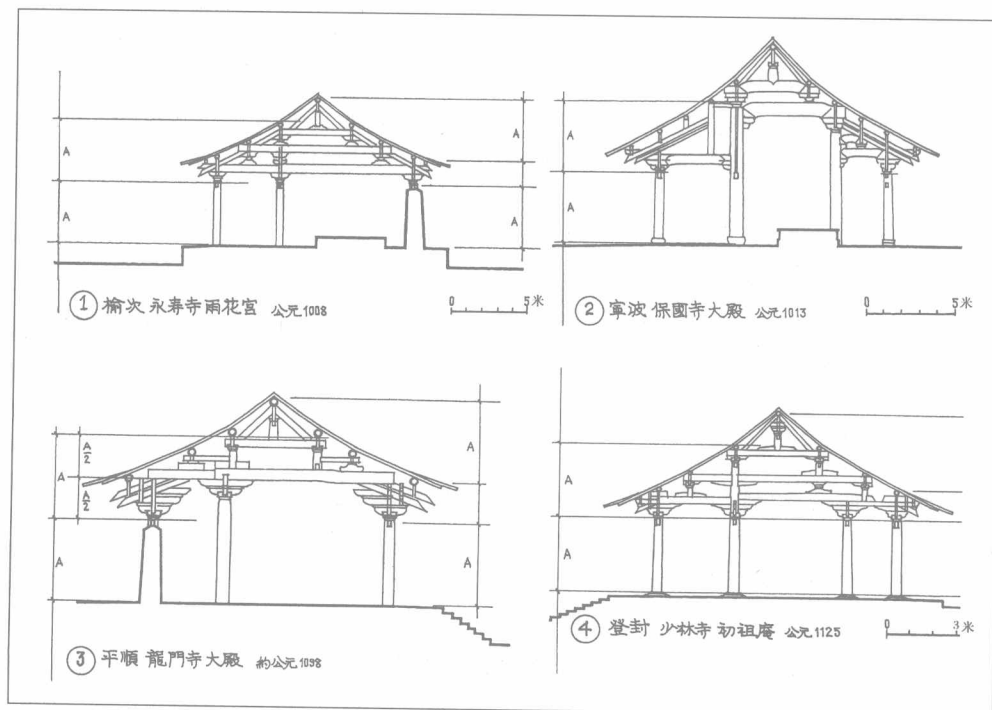 A
A
A
A
① 榆次 永寿寺雨花宮 公元1008
0 5米
A
A
② 寧波 保國寺大殿 公元1013
0 5米
A
A/2
A/2
A
A
A
③ 平順 龍門寺大殿 約公元1098
A
A
④ 登封 少林寺 初祖庵 公元1125
0 3米